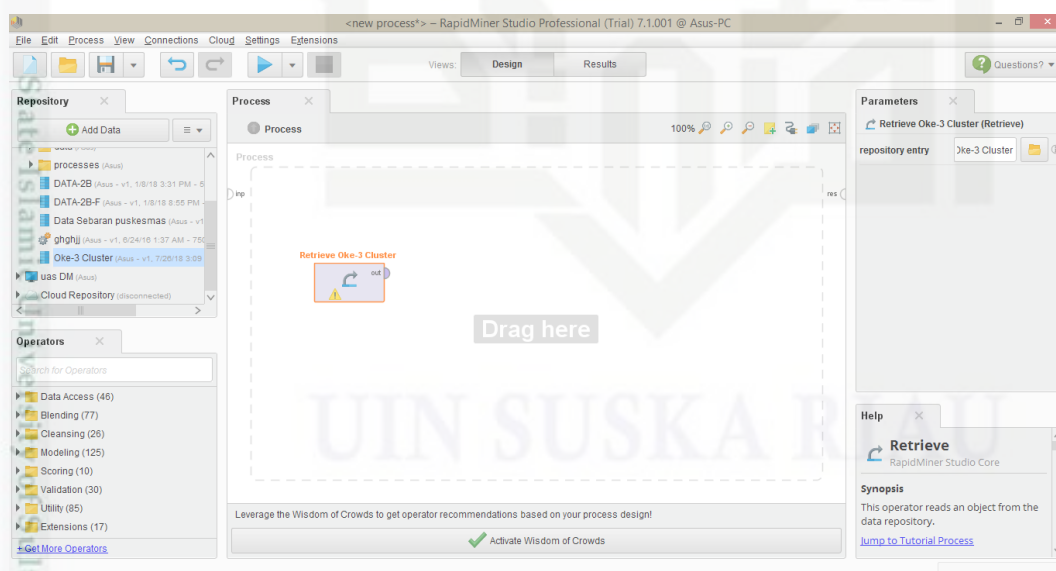 <new process*> – RapidMiner Studio Professional (Trial) 7.1.001 @ Asus-PC
File Edit Process View Connections Cloud Settings Extensions
Views: Design Results Questions?
Repository
Add Data
processes (Asus)
DATA-2B (Asus - v1, 1/8/18 3:31 PM - 5
DATA-2B-F (Asus - v1, 1/8/18 8:55 PM -
Data Sebaran puskesmas (Asus - v1
ghghjj (Asus - v1, 6/24/16 1:37 AM - 750
Oke-3 Cluster (Asus - v1, 7/28/18 3:09
uas DM (Asus)
Cloud Repository (disconnected)
Operators
Search for Operators
Data Access (46)
Blending (77)
Cleansing (26)
Modeling (125)
Scoring (10)
Validation (30)
Utility (85)
Extensions (17)
+ Get More Operators
Process
Process
100%
Process
inp
res
Retrieve Oke-3 Cluster
out
Drag here
Leverage the Wisdom of Crowds to get operator recommendations based on your process design!
Activate Wisdom of Crowds
Parameters
Retrieve Oke-3 Cluster (Retrieve)
repository entry Oke-3 Cluster
Help
Retrieve
RapidMiner Studio Core
Synopsis
This operator reads an object from the
data repository.
Jump to Tutorial Process
UIN SUSKA RIAU
State Islamic University of Sul